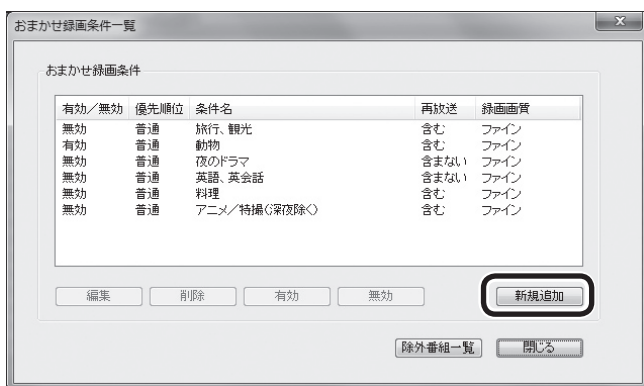 おまかせ録画条件一覧
おまかせ録画条件
有効／無効 優先順位 条件名 再放送 録画画質
無効 普通 旅行、観光 含む ファイン
有効 普通 動物 含む ファイン
無効 普通 夜のドラマ 含まない ファイン
無効 普通 英語、英会話 含まない ファイン
無効 普通 料理 含む ファイン
無効 普通 アニメ／特撮(深夜除く) 含む ファイン
編集 削除 有効 無効 新規追加
除外番組一覧 閉じる